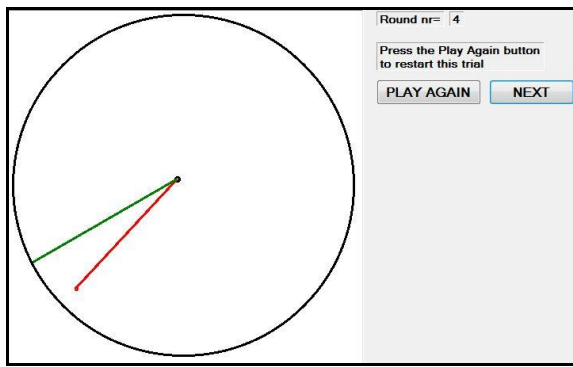 Round nr= 4
Press the Play Again button
to restart this trial
PLAY AGAIN NEXT